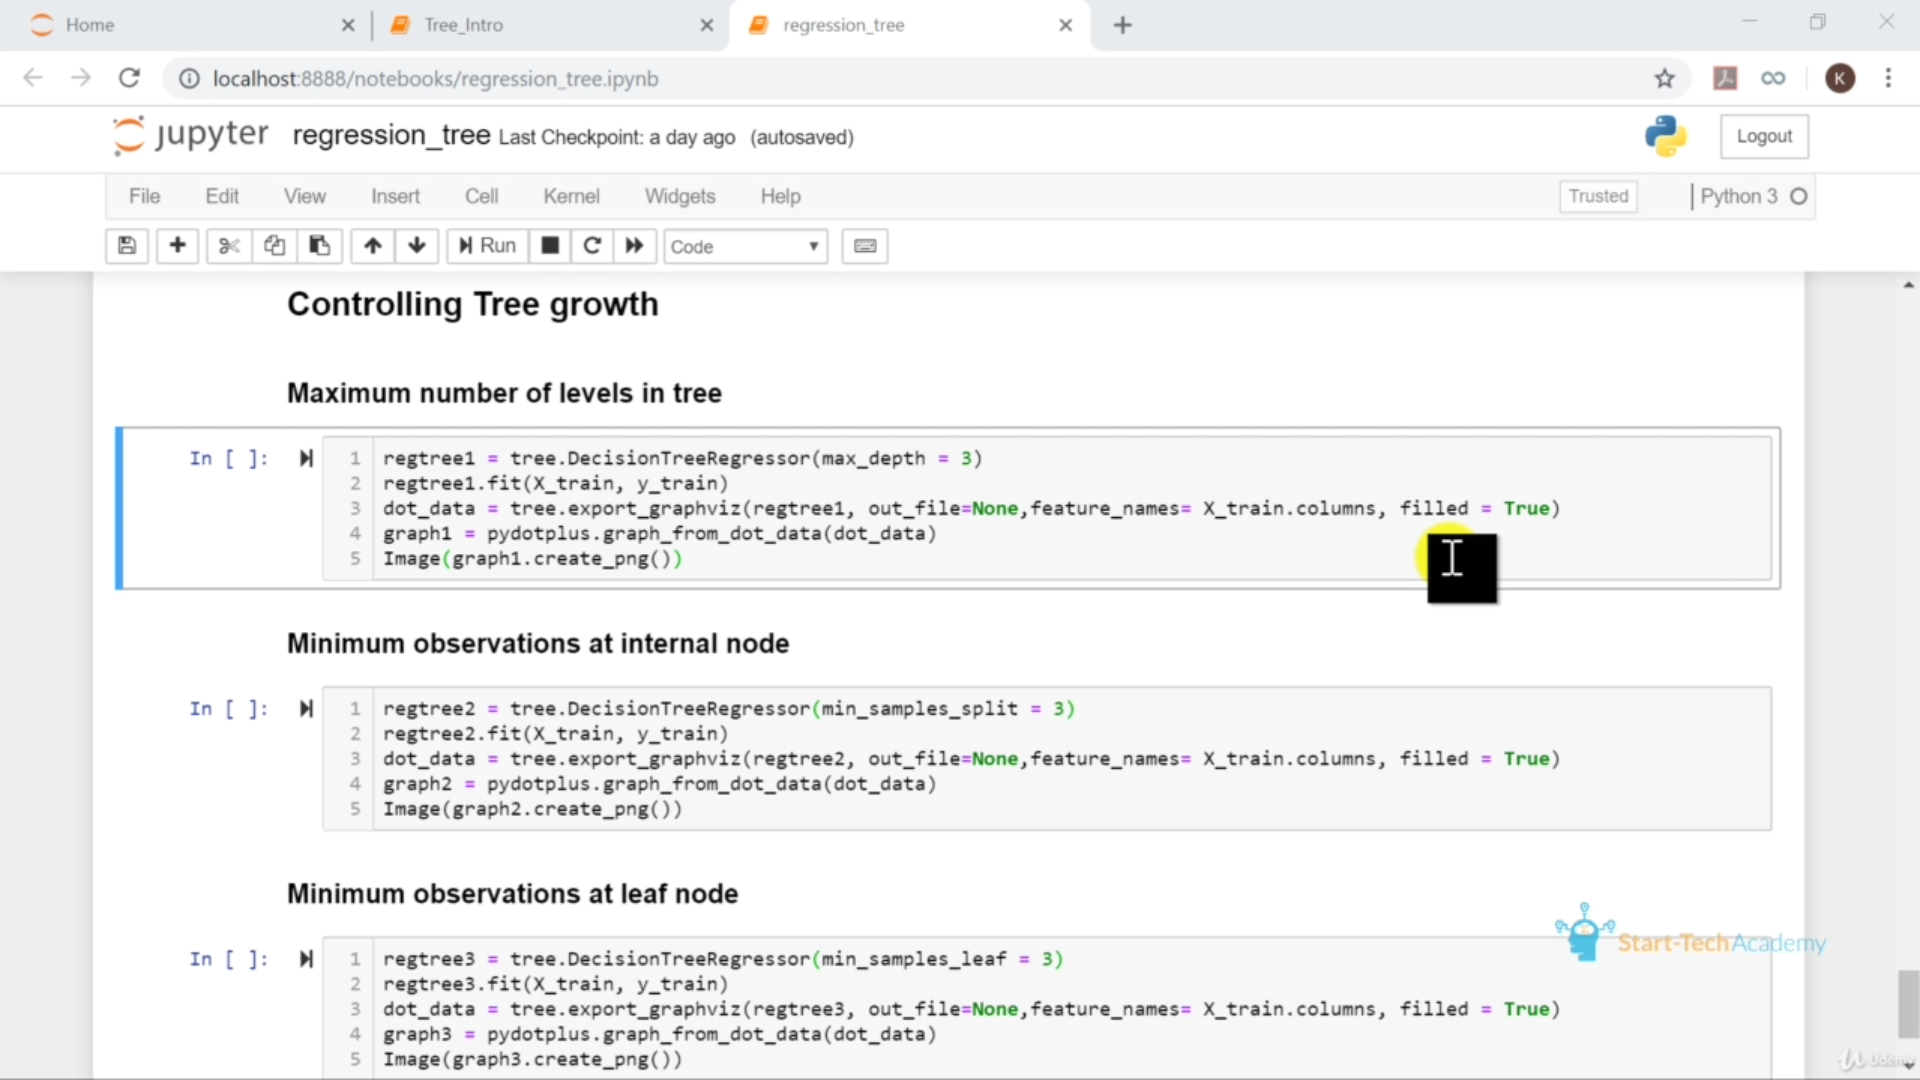 Home
Tree_Intro
regression_tree
localhost:8888/notebooks/regression_tree.ipynb
K
jupyter regression_tree Last Checkpoint: a day ago (autosaved)
Logout
File Edit View Insert Cell Kernel Widgets Help
Trusted
Python 3
Run
Code
Controlling Tree growth
Maximum number of levels in tree
In [ ]:
1 regtree1 = tree.DecisionTreeRegressor(max_depth = 3)
2 regtree1.fit(X_train, y_train)
3 dot_data = tree.export_graphviz(regtree1, out_file=None,feature_names= X_train.columns, filled = True)
4 graph1 = pydotplus.graph_from_dot_data(dot_data)
5 Image(graph1.create_png())
Minimum observations at internal node
In [ ]:
1 regtree2 = tree.DecisionTreeRegressor(min_samples_split = 3)
2 regtree2.fit(X_train, y_train)
3 dot_data = tree.export_graphviz(regtree2, out_file=None,feature_names= X_train.columns, filled = True)
4 graph2 = pydotplus.graph_from_dot_data(dot_data)
5 Image(graph2.create_png())
Minimum observations at leaf node
Start-TechAcademy
In [ ]:
1 regtree3 = tree.DecisionTreeRegressor(min_samples_leaf = 3)
2 regtree3.fit(X_train, y_train)
3 dot_data = tree.export_graphviz(regtree3, out_file=None,feature_names= X_train.columns, filled = True)
4 graph3 = pydotplus.graph_from_dot_data(dot_data)
5 Image(graph3.create_png())
Udemy